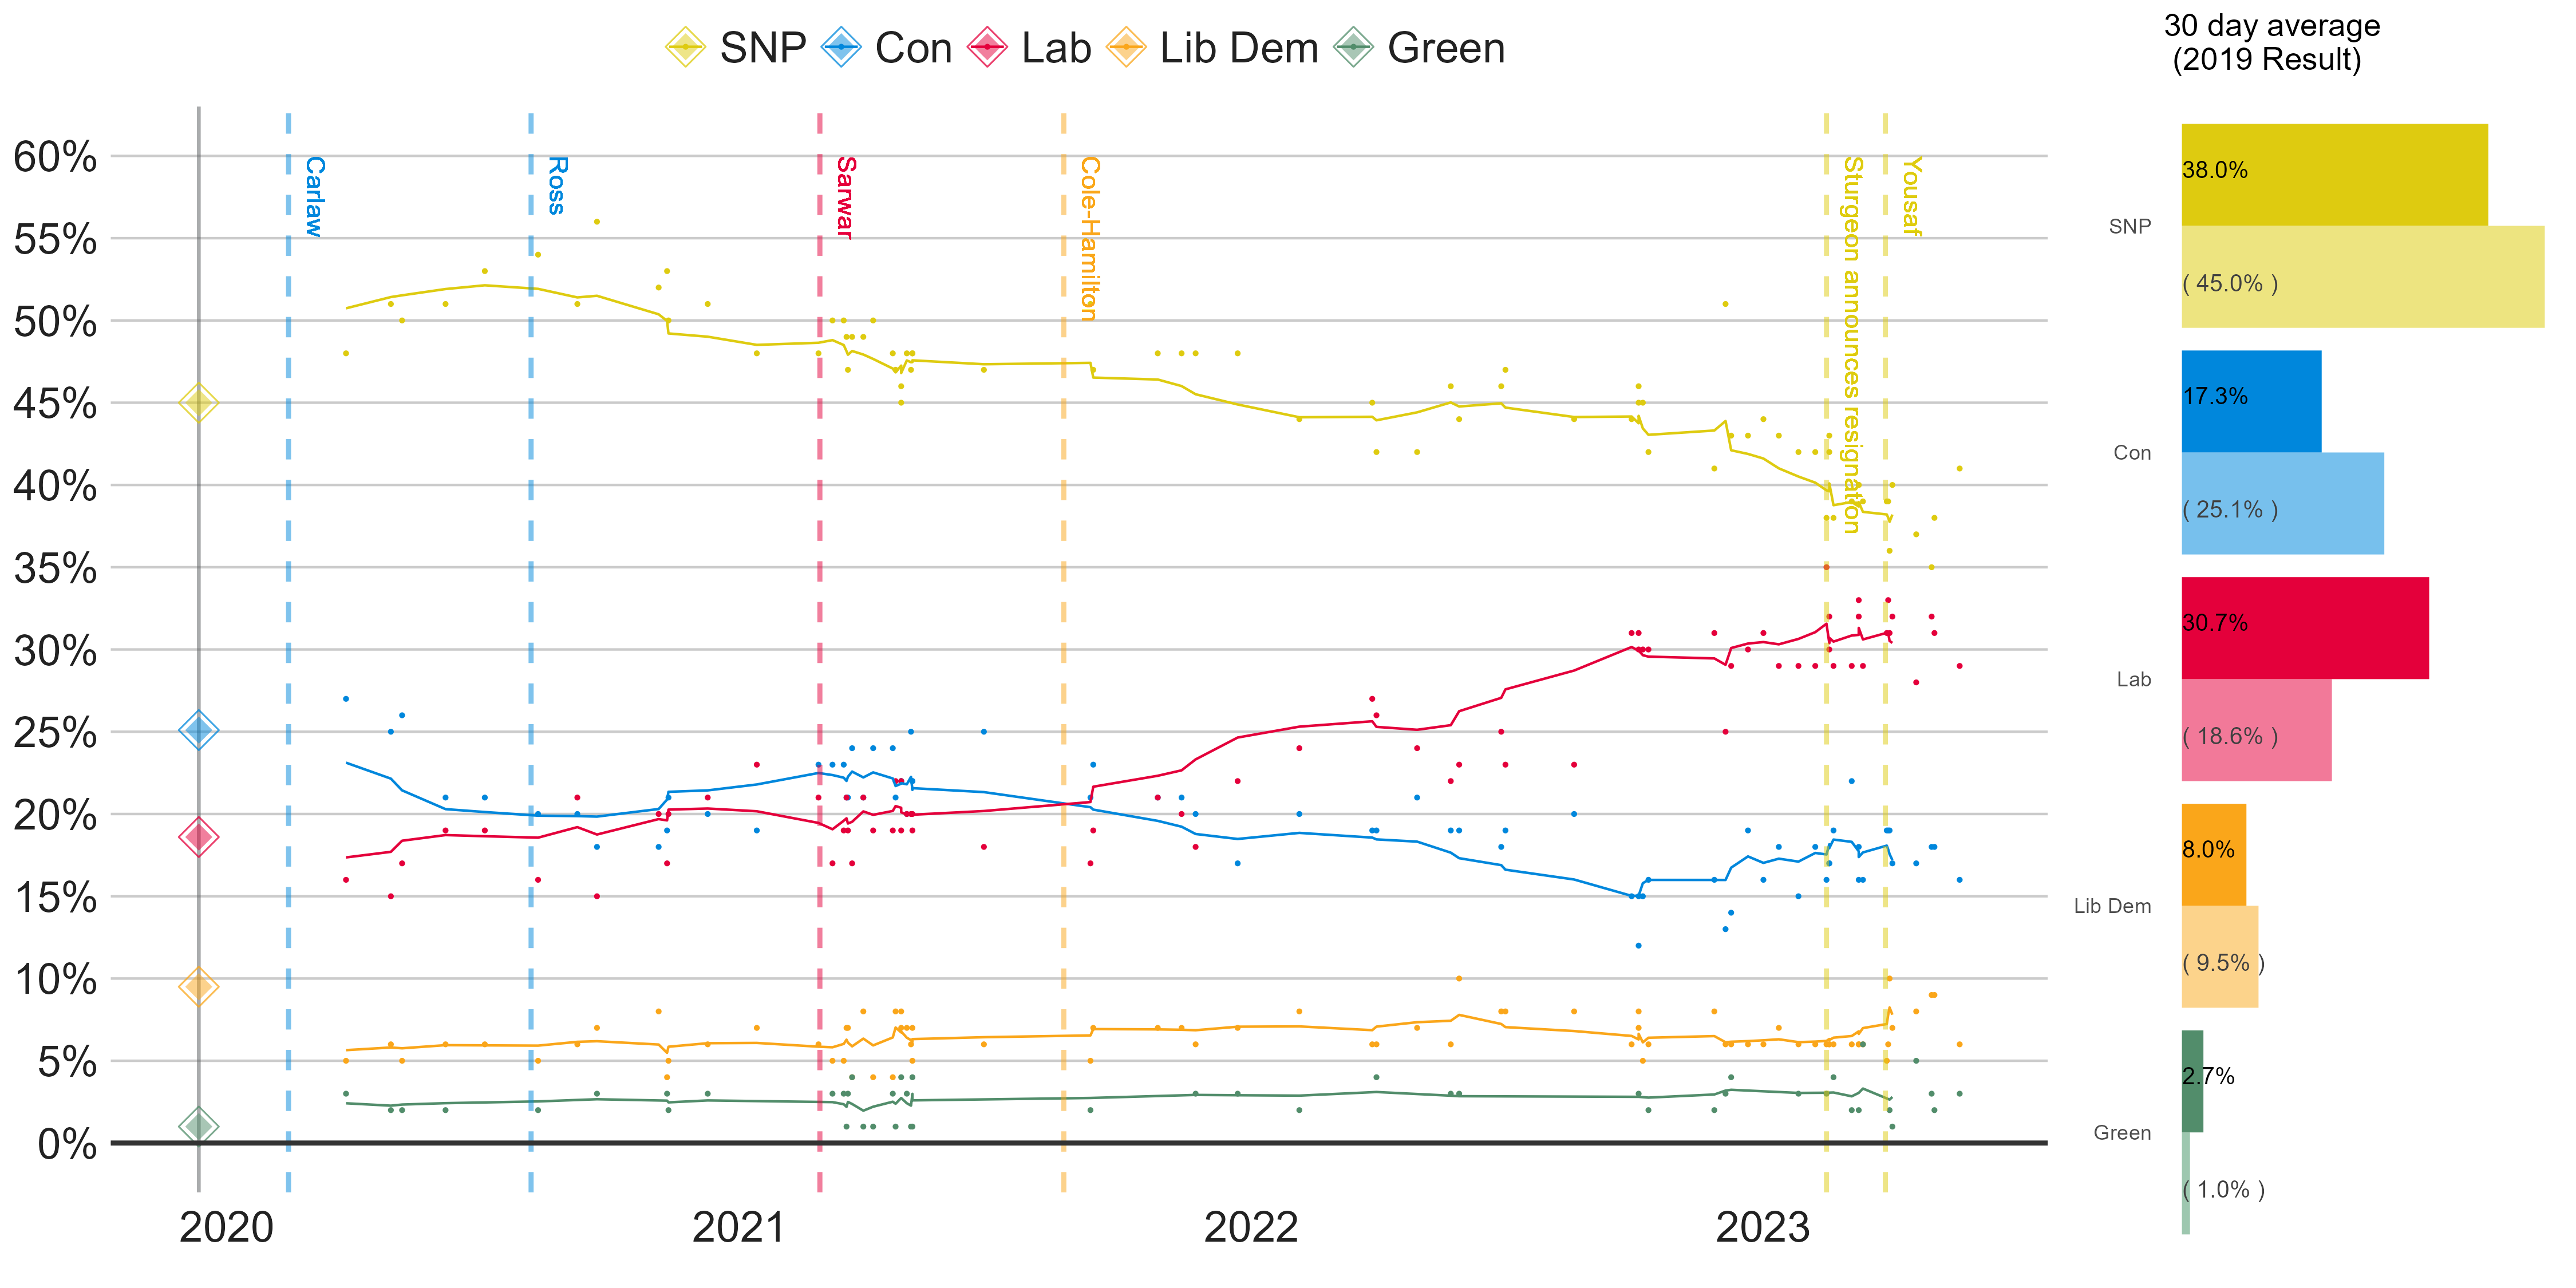 SNP Con Lab Lib Dem Green
30 day average
(2019 Result)
60%
55%
50%
45%
40%
35%
30%
25%
20%
15%
10%
5%
0%
Carlaw
Ross
Sarwar
Cole-Hamilton
Sturgeon announces resignation
Yousaf
2020 2021 2022 2023
SNP
38.0%
( 45.0% )
Con
17.3%
( 25.1% )
Lab
30.7%
( 18.6% )
Lib Dem
8.0%
( 9.5% )
Green
2.7%
( 1.0% )